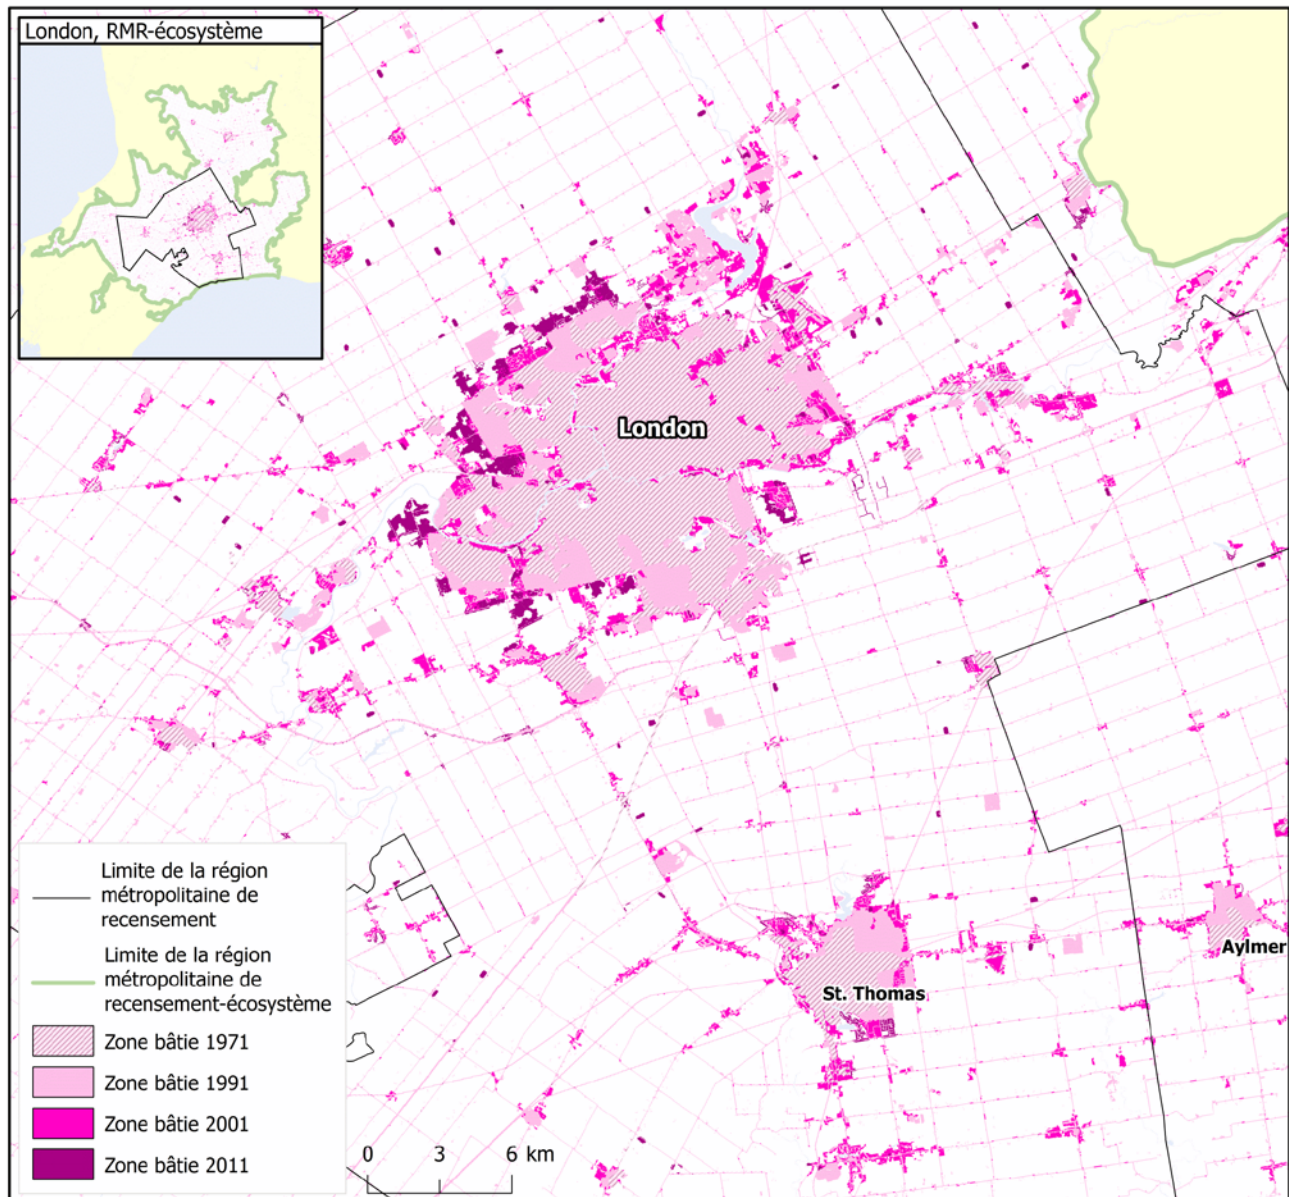 London, RMR-écosystème
London
St. Thomas
Aylmer
Limite de la région
métropolitaine de
recensement
Limite de la région
métropolitaine de
recensement-écosystème
Zone bâtie 1971
Zone bâtie 1991
Zone bâtie 2001
Zone bâtie 2011
0 3 6 km